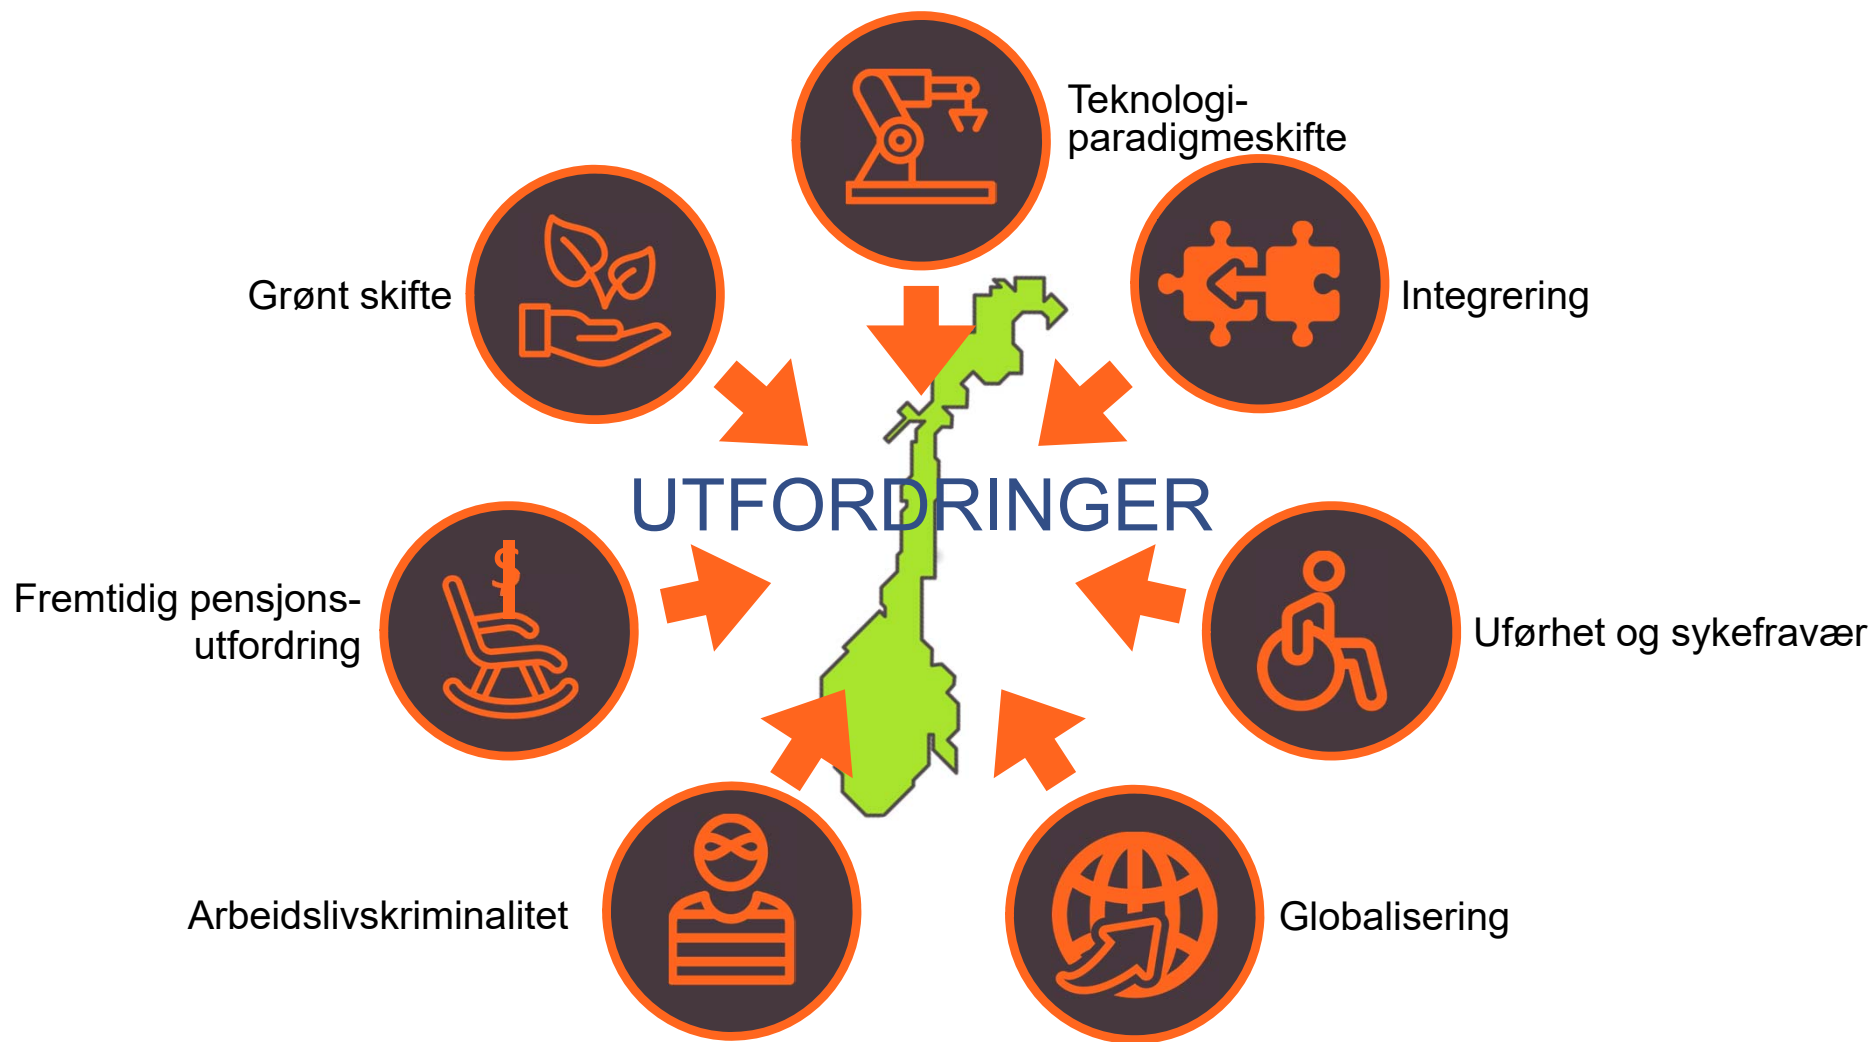 Teknologi-
paradigmeskifte
Grønt skifte
Integrering
UTFORDRINGER
Fremtidig pensjons-
utfordring
$
Uførhet og sykefravær
Arbeidslivskriminalitet
Globalisering